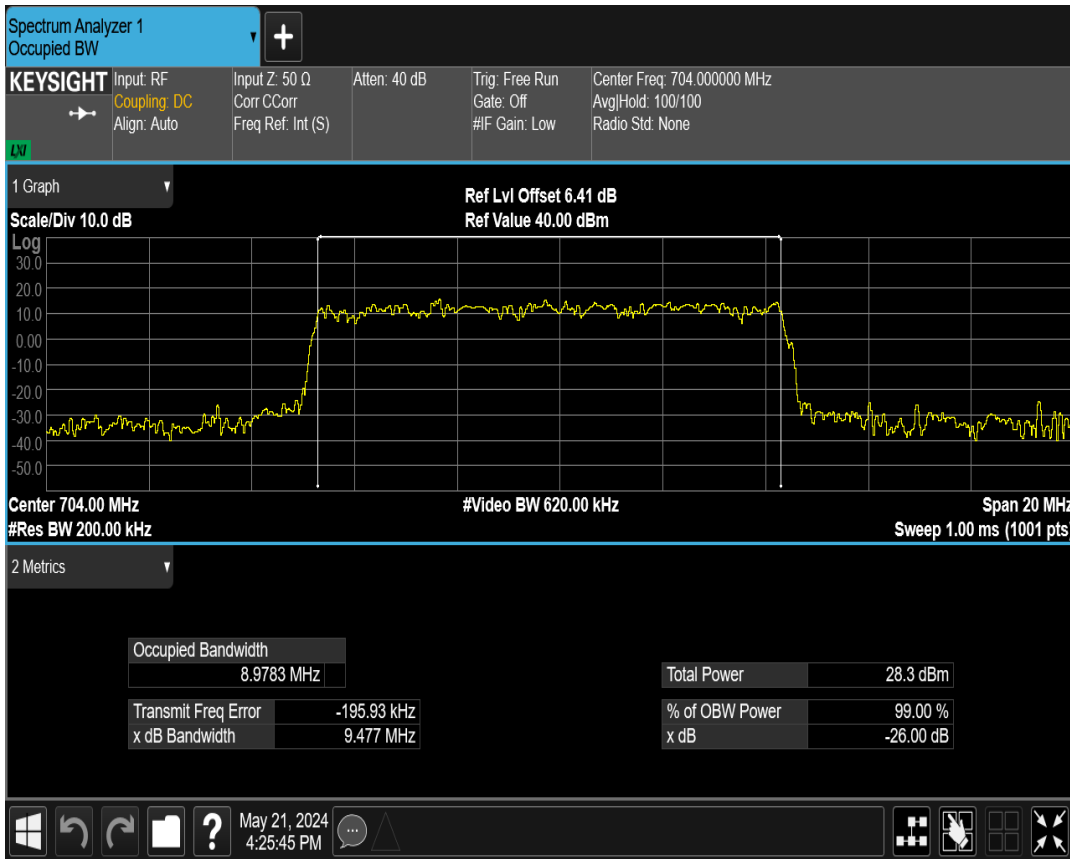 Spectrum Analyzer 1
Occupied BW
+
KEYSIGHT
LXI
Input: RF
Coupling: DC
Align: Auto
Input Z: 50 Ω
Corr CCorr
Freq Ref: Int (S)
Atten: 40 dB
Trig: Free Run
Gate: Off
#IF Gain: Low
Center Freq: 704.000000 MHz
Avg|Hold: 100/100
Radio Std: None
1 Graph
Scale/Div 10.0 dB
Ref Lvl Offset 6.41 dB
Ref Value 40.00 dBm
Log
30.0
20.0
10.0
0.00
-10.0
-20.0
-30.0
-40.0
-50.0
Center 704.00 MHz
#Video BW 620.00 kHz
Span 20 MHz
#Res BW 200.00 kHz
Sweep 1.00 ms (1001 pts)
2 Metrics
Occupied Bandwidth
8.9783 MHz
Total Power 28.3 dBm
Transmit Freq Error -195.93 kHz
% of OBW Power 99.00 %
x dB Bandwidth 9.477 MHz
x dB -26.00 dB
?
May 21, 2024
4:25:45 PM